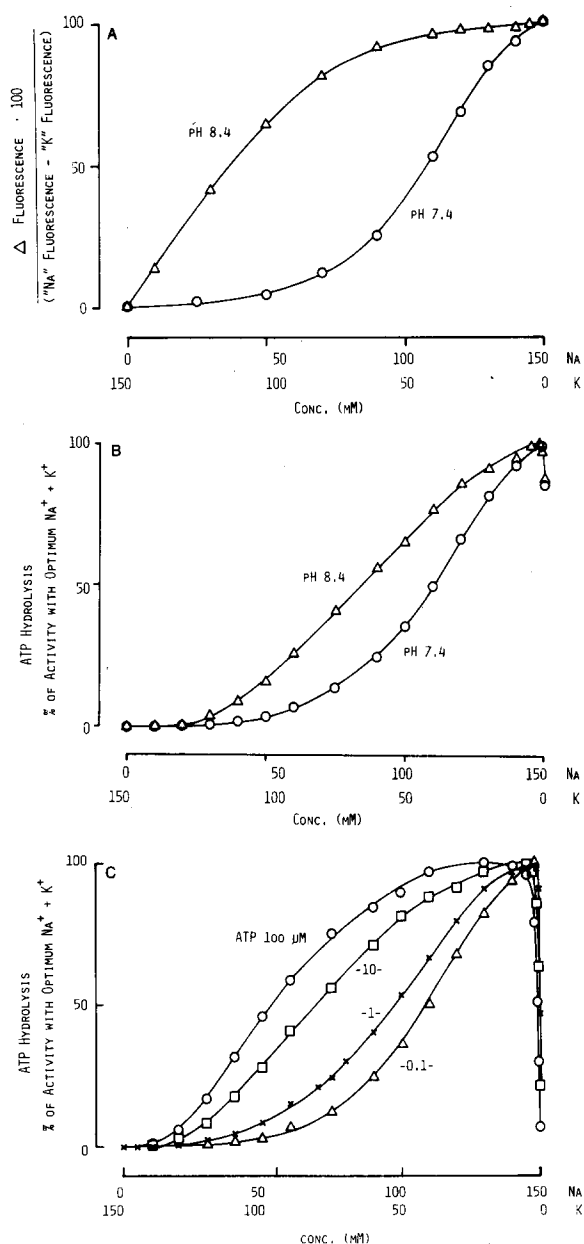 A
△ FLUORESCENCE · 100
("NA" FLUORESCENCE - "K" FLUORESCENCE)
100
50
0
PH 8.4
PH 7.4
0 50 100 150 NA
150 100 50 0 K
CONC. (MM)
B
ATP HYDROLYSIS
% OF ACTIVITY WITH OPTIMUM NA⁺ + K⁺
100
50
0
PH 8.4
PH 7.4
0 50 100 150 NA
150 100 50 0 K
CONC. (MM)
C
ATP HYDROLYSIS
% OF ACTIVITY WITH OPTIMUM NA⁺ + K⁺
100
50
0
ATP 100 µM
-10-
-1-
-0.1-
0 50 100 150 NA
150 100 50 0 K
CONC. (MM)